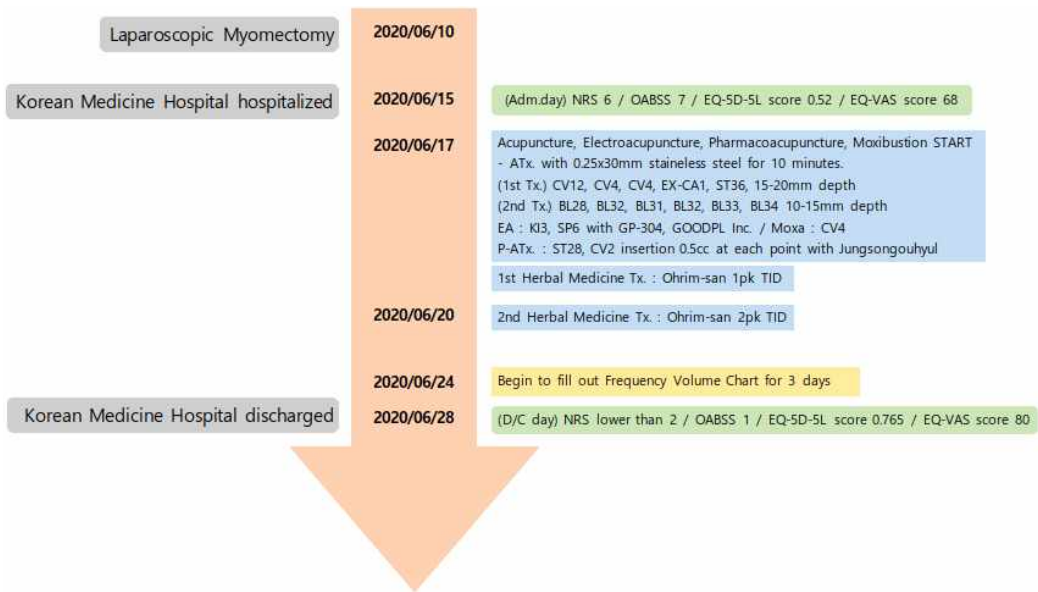 Laparoscopic Myomectomy
2020/06/10
Korean Medicine Hospital hospitalized
2020/06/15
(Adm.day) NRS 6 / OABSS 7 / EQ-5D-5L score 0.52 / EQ-VAS score 68
2020/06/17
Acupuncture, Electroacupuncture, Pharmacoacupuncture, Moxibustion START
- ATx. with 0.25x30mm staineless steel for 10 minutes.
(1st Tx.) CV12, CV4, CV4, EX-CA1, ST36, 15-20mm depth
(2nd Tx.) BL28, BL32, BL31, BL32, BL33, BL34 10-15mm depth
EA : KI3, SP6 with GP-304, GOODPL Inc. / Moxa : CV4
P-ATx. : ST28, CV2 insertion 0.5cc at each point with Jungsongouhyul
1st Herbal Medicine Tx. : Ohrim-san 1pk TID
2020/06/20
2nd Herbal Medicine Tx. : Ohrim-san 2pk TID
2020/06/24
Begin to fill out Frequency Volume Chart for 3 days
Korean Medicine Hospital discharged
2020/06/28
(D/C day) NRS lower than 2 / OABSS 1 / EQ-5D-5L score 0.765 / EQ-VAS score 80